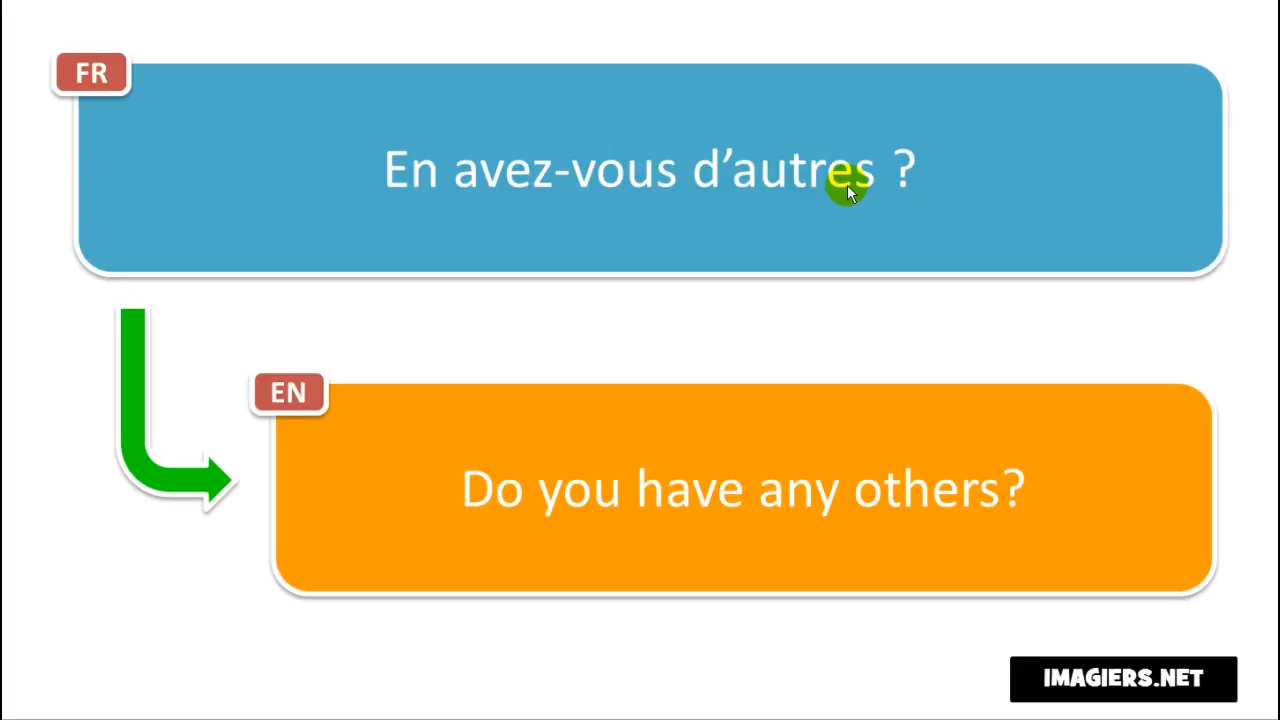 FR
En avez-vous d’autres ?
EN
Do you have any others?
IMAGIERS.NET